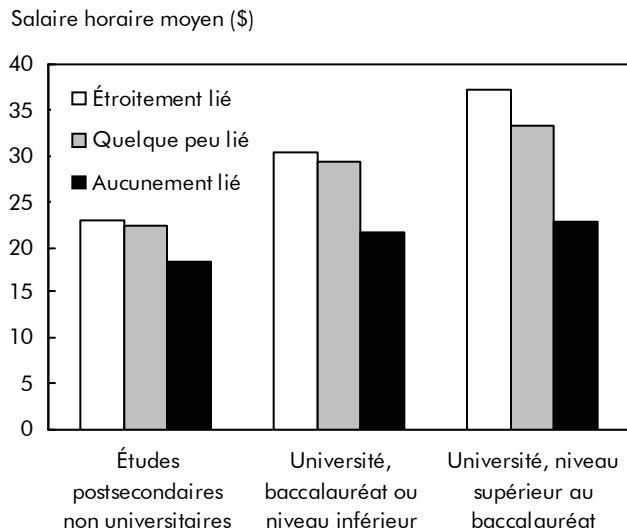 Salaire horaire moyen ($)
40
35
30
25
20
15
10
5
0
Étroitement lié
Quelque peu lié
Aucunement lié
Études
postsecondaires
non universitaires
Université,
baccalauréat ou
niveau inférieur
Université, niveau
supérieur au
baccalauréat